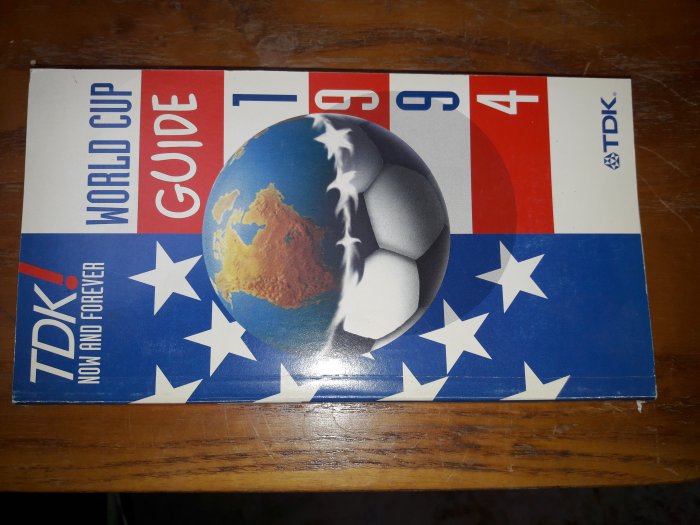 TDK!
NOW AND FOREVER
WORLD CUP
GUIDE
1994
TDK®